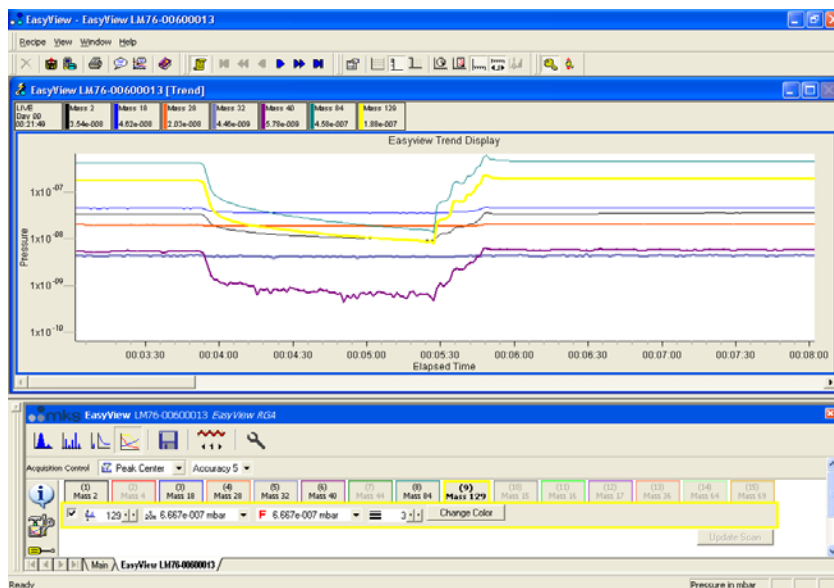 EasyView - EasyView LM76-00600013
Recipe View Window Help
EasyView LM76-00600013 [Trend]
LIVE Mass 2 Mass 18 Mass 28 Mass 32 Mass 40 Mass 84 Mass 129
Day 00
00:21:49 3.54e-008 4.62e-008 2.03e-008 4.46e-009 5.78e-009 4.58e-007 1.88e-007
Easyview Trend Display
1x10-07
1x10-08
1x10-09
1x10-10
Pressure
00:03:30 00:04:00 00:04:30 00:05:00 00:05:30 00:06:00 00:06:30 00:07:00 00:07:30 00:08:00
Elapsed Time
mks EasyView LM76-00600013 EasyView RGA
Acquisition Control Peak Center Accuracy 5
(1) (2) (3) (4) (5) (6) (7) (8) (9) (10) (11) (12) (13) (14) (15)
Mass 2 Mass 4 Mass 18 Mass 28 Mass 32 Mass 40 Mass 44 Mass 84 Mass 129 Mass 15 Mass 16 Mass 17 Mass 36 Mass 64 Mass 69
129 6.667e-007 mbar F 6.667e-007 mbar 3 Change Color
Update Scan
Main EasyView LM76-00600013
Ready Pressure in mbar